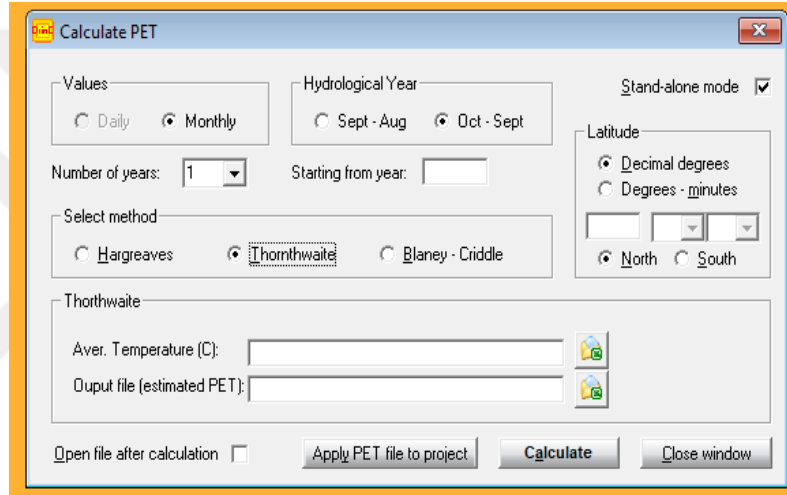 DinC Calculate PET
Values
Daily Monthly
Hydrological Year
Sept - Aug Oct - Sept
Stand-alone mode
Number of years: 1 Starting from year:
Latitude
Decimal degrees
Degrees - minutes
North South
Select method
Hargreaves Thornthwaite Blaney - Criddle
Thorthwaite
Aver. Temperature (C):
Ouput file (estimated PET):
Open file after calculation Apply PET file to project Calculate Close window